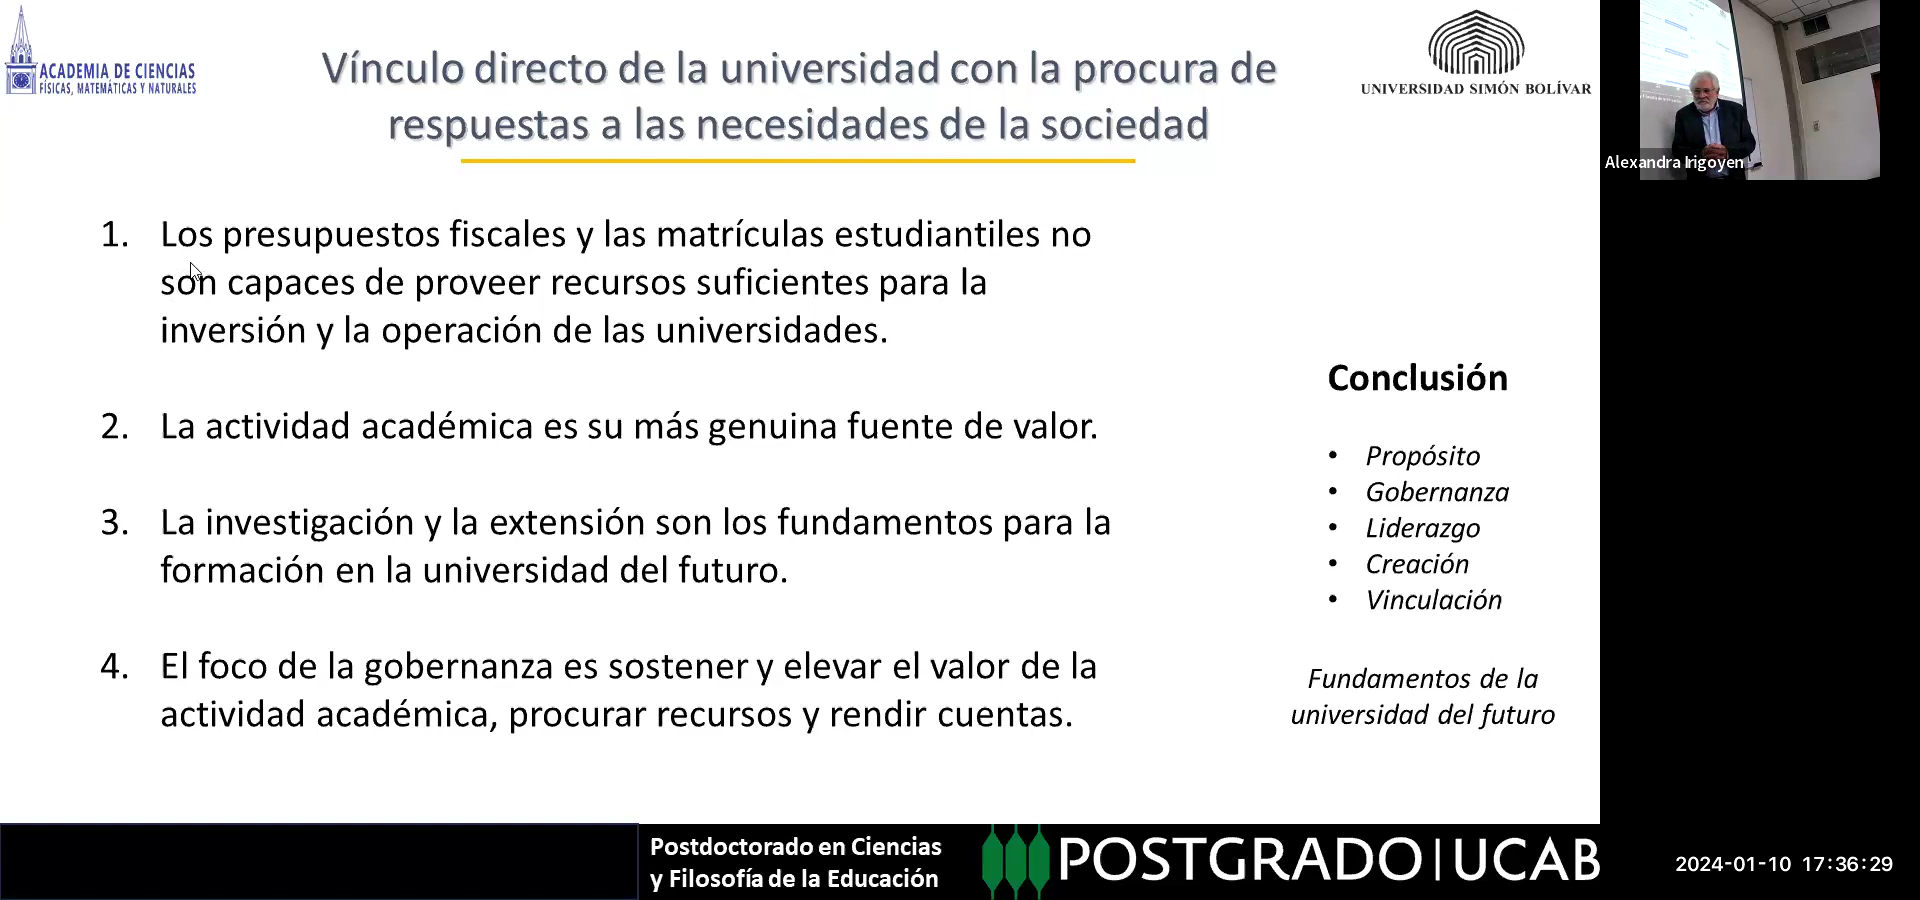 ACADEMIA DE CIENCIAS
FÍSICAS, MATEMÁTICAS Y NATURALES
Vínculo directo de la universidad con la procura de
respuestas a las necesidades de la sociedad
UNIVERSIDAD SIMÓN BOLÍVAR
Alexandra Irigoyen
1. Los presupuestos fiscales y las matrículas estudiantiles no
son capaces de proveer recursos suficientes para la
inversión y la operación de las universidades.
2. La actividad académica es su más genuina fuente de valor.
3. La investigación y la extensión son los fundamentos para la
formación en la universidad del futuro.
4. El foco de la gobernanza es sostener y elevar el valor de la
actividad académica, procurar recursos y rendir cuentas.
Conclusión
• Propósito
• Gobernanza
• Liderazgo
• Creación
• Vinculación
Fundamentos de la
universidad del futuro
Postdoctorado en Ciencias
y Filosofía de la Educación
POSTGRADO|UCAB
2024-01-10 17:36:29